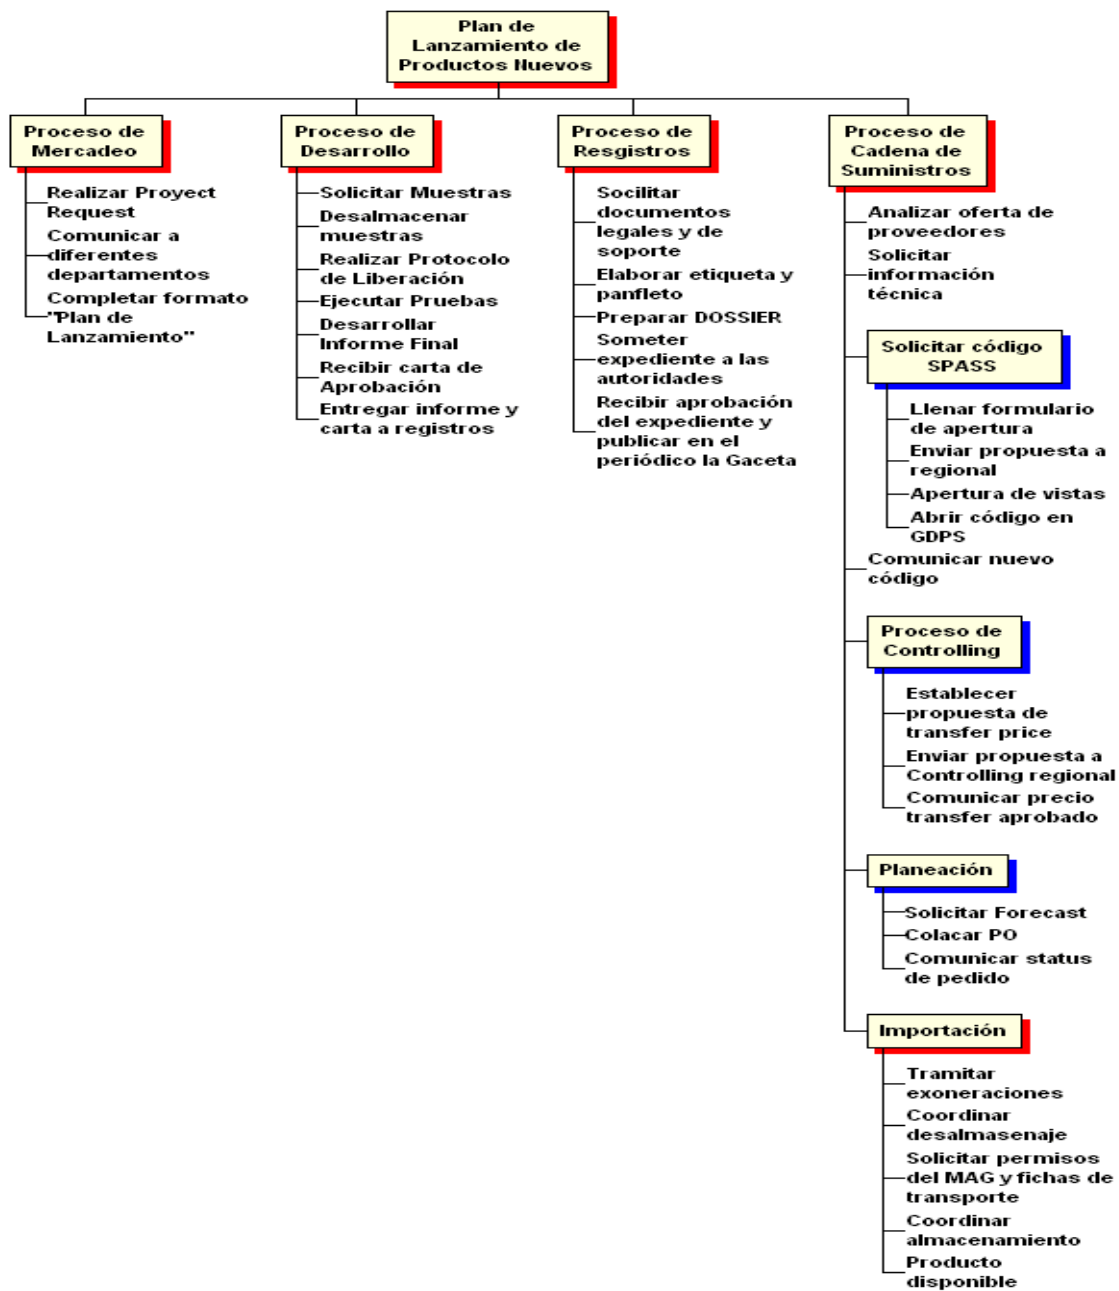 Plan de
Lanzamiento de
Productos Nuevos
Proceso de
Mercadeo
Realizar Proyect
Request
Comunicar a
diferentes
departamentos
Completar formato
"Plan de
Lanzamiento"
Proceso de
Desarrollo
Solicitar Muestras
Desalmacenar
muestras
Realizar Protocolo
de Liberación
Ejecutar Pruebas
Desarrollar
Informe Final
Recibir carta de
Aprobación
Entregar informe y
carta a registros
Proceso de
Resgistros
Socilitar
documentos
legales y de
soporte
Elaborar etiqueta y
panfleto
Preparar DOSSIER
Someter
expediente a las
autoridades
Recibir aprobación
del expediente y
publicar en el
periódico la Gaceta
Proceso de
Cadena de
Suministros
Analizar oferta de
proveedores
Solicitar
información
técnica
Solicitar código
SPASS
Llenar formulario
de apertura
Enviar propuesta a
regional
Apertura de vistas
Abrir código en
GDPS
Comunicar nuevo
código
Proceso de
Controlling
Establecer
propuesta de
transfer price
Enviar propuesta a
Controlling regional
Comunicar precio
transfer aprobado
Planeación
Solicitar Forecast
Colacar PO
Comunicar status
de pedido
Importación
Tramitar
exoneraciones
Coordinar
desalmasenaje
Solicitar permisos
del MAG y fichas de
transporte
Coordinar
almacenamiento
Producto
disponible